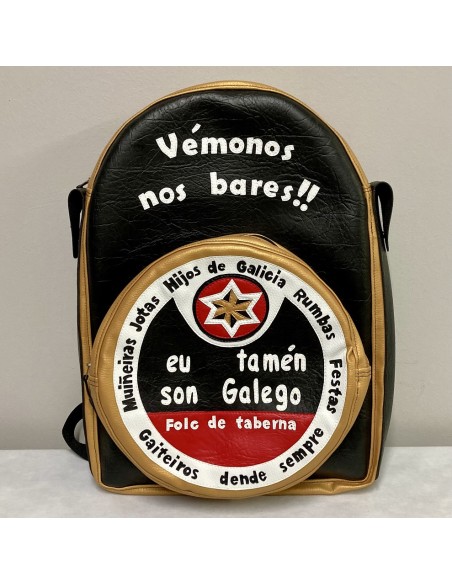 Vémonos
nos bares!!
Muiñeiras Jotas Hijos de Galicia Rumbas Festas
eu tamén
son Galego
Folc de taberna
Gaiteiros dende sempre